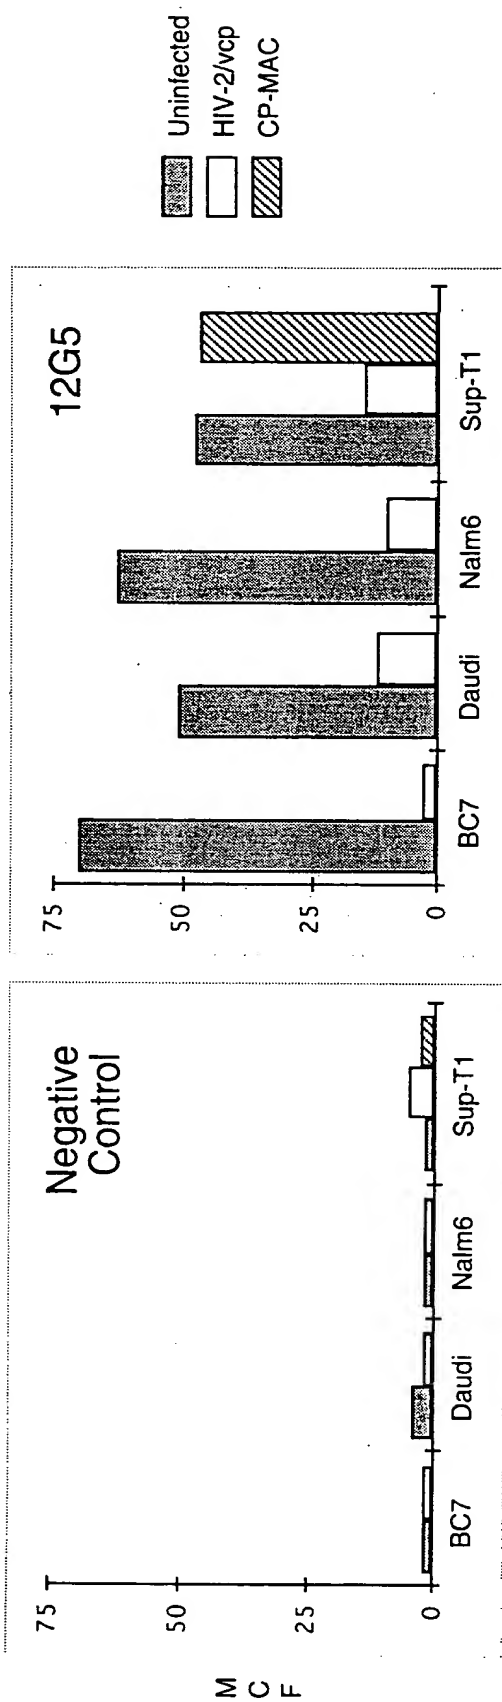 M
C
F
Negative
Control
75
50
25
0
BC7
Daudi
Nalm6
Sup-T1
12G5
75
50
25
0
BC7
Daudi
Nalm6
Sup-T1
Uninfected
HIV-2/vcp
CP-MAC